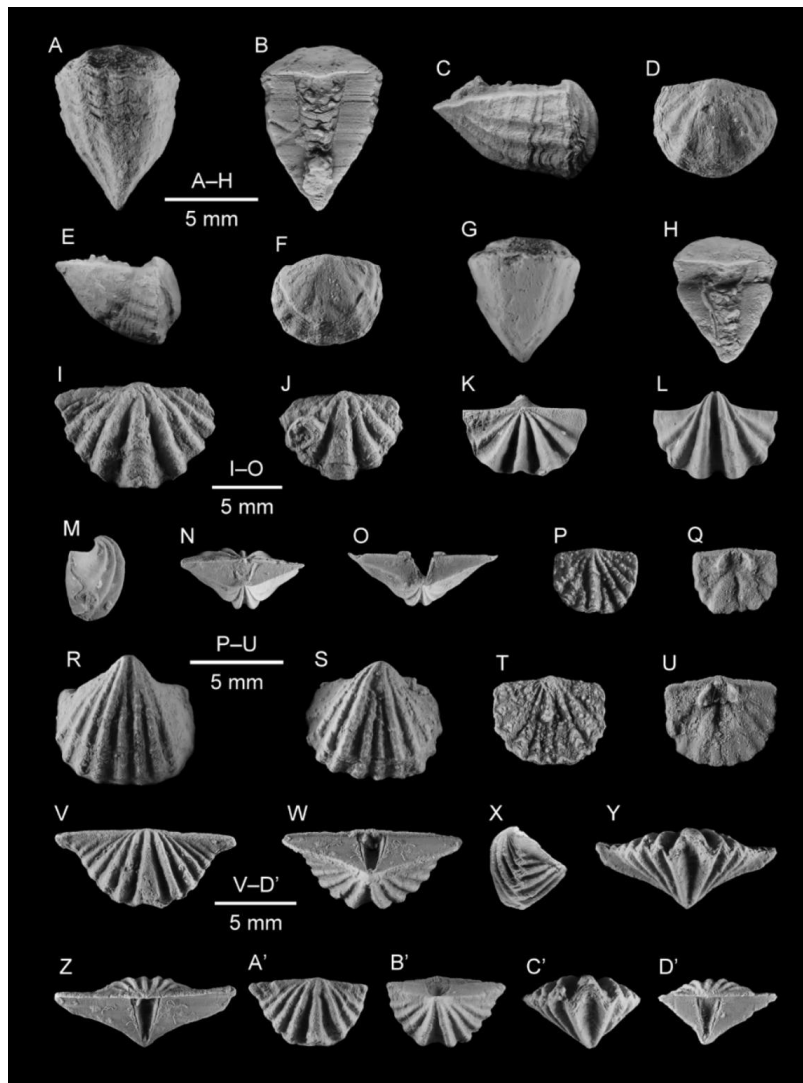 A B C D
A–H
5 mm
E F G H
I J K L
I–O
5 mm
M N O P Q
P–U
5 mm
R S T U
V W X Y
V–D’
5 mm
Z A’ B’ C’ D’